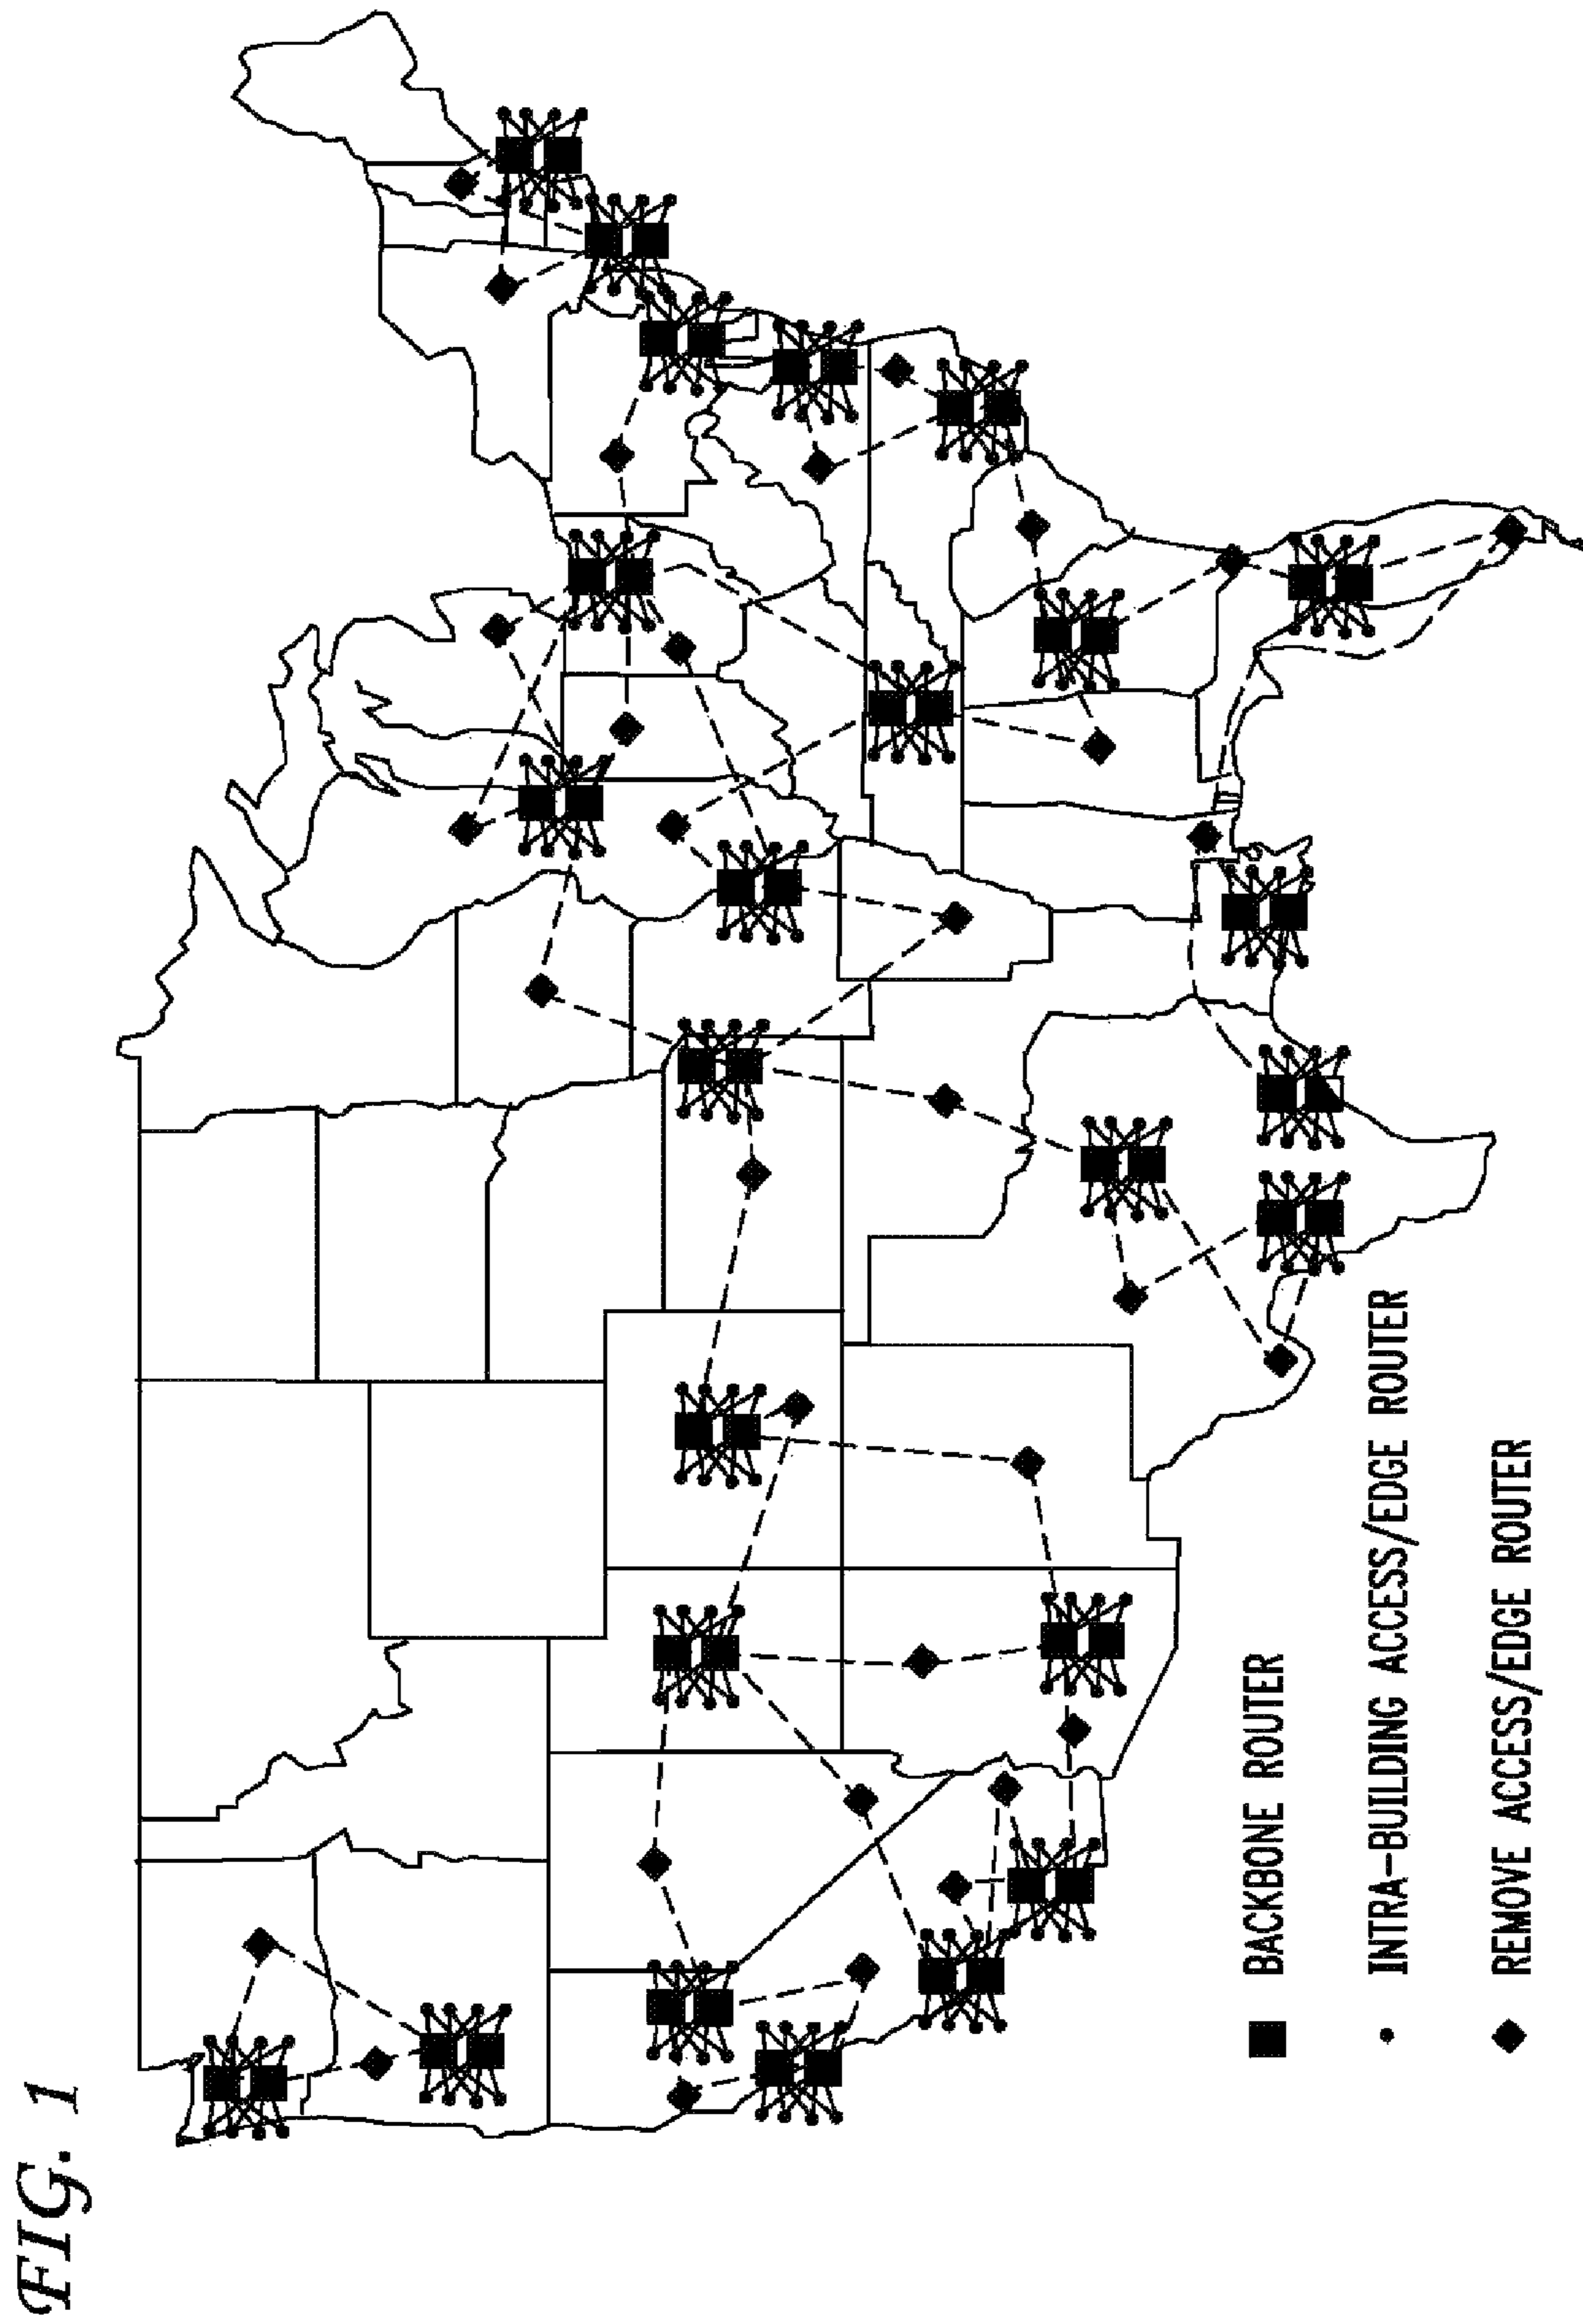 FIG. 1
BACKBONE ROUTER
INTRA-BUILDING ACCESS/EDGE ROUTER
REMOVE ACCESS/EDGE ROUTER